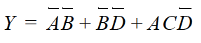 Y = A̅B̅ + B̅D̅ + ACD̅